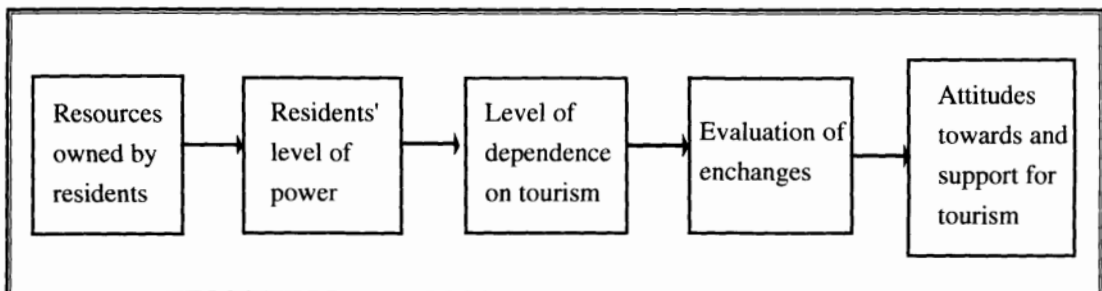 Resources
owned by
residents
Residents'
level of
power
Level of
dependence
on tourism
Evaluation of
enchanges
Attitudes
towards and
support for
tourism